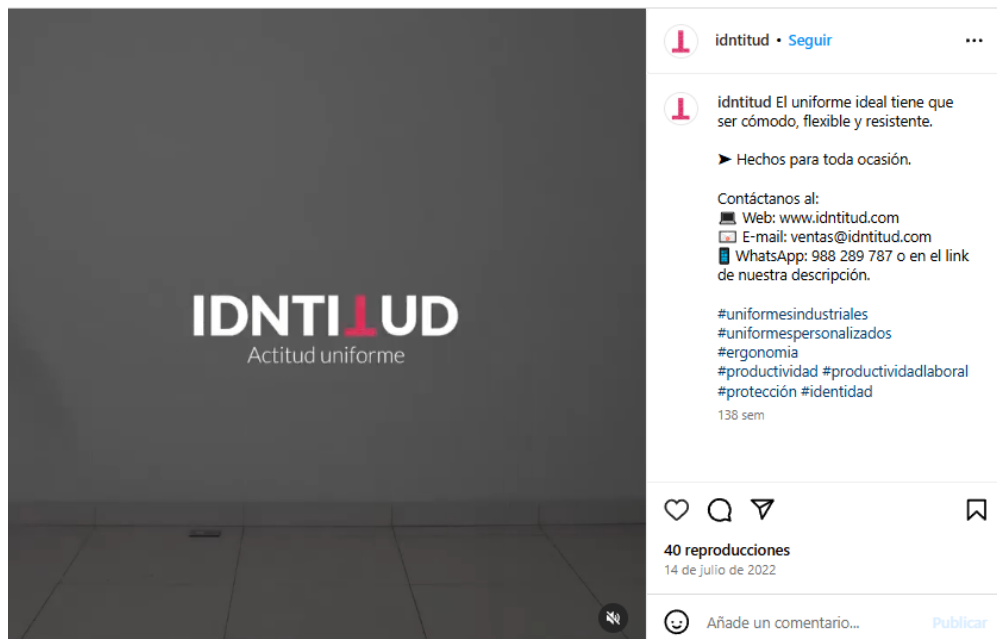 IDNTITUD
Actitud uniforme
idntitud • Seguir
idntitud El uniforme ideal tiene que
ser cómodo, flexible y resistente.
➤ Hechos para toda ocasión.
Contáctanos al:
💻 Web: www.idntitud.com
📧 E-mail: ventas@idntitud.com
📱 WhatsApp: 988 289 787 o en el link
de nuestra descripción.
#uniformesindustriales
#uniformespersonalizados
#ergonomia
#productividad #productividadlaboral
#protección #identidad
138 sem
40 reproducciones
14 de julio de 2022
Añade un comentario...
Publicar